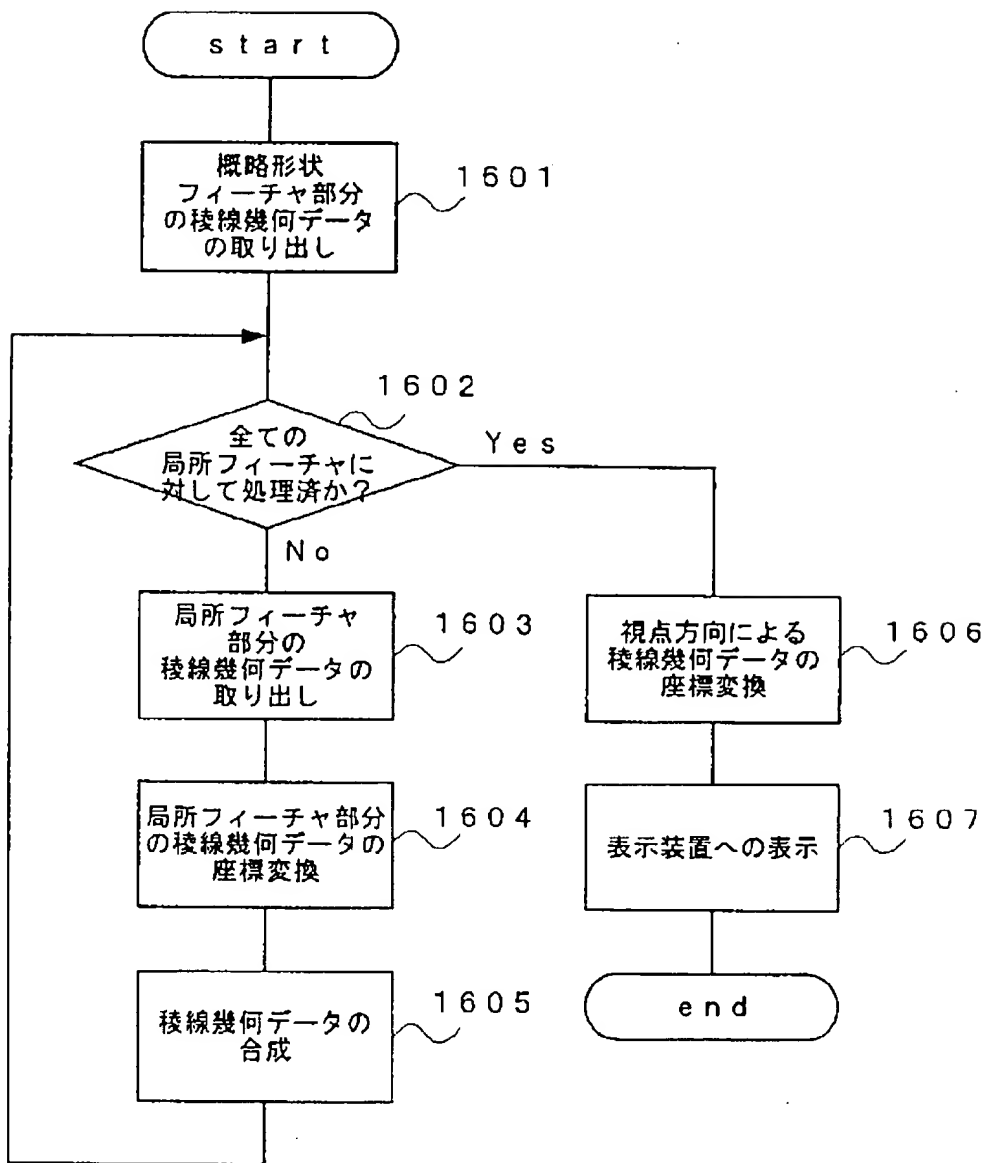 start
概略形状
フィーチャ部分
の稜線幾何データ
の取り出し
1601
1602
全ての
局所フィーチャに
対して処理済か？
Yes
No
局所フィーチャ
部分の
稜線幾何データの
取り出し
1603
局所フィーチャ部分
の稜線幾何データの
座標変換
1604
稜線幾何データの
合成
1605
視点方向による
稜線幾何データの
座標変換
1606
表示装置への表示
1607
end